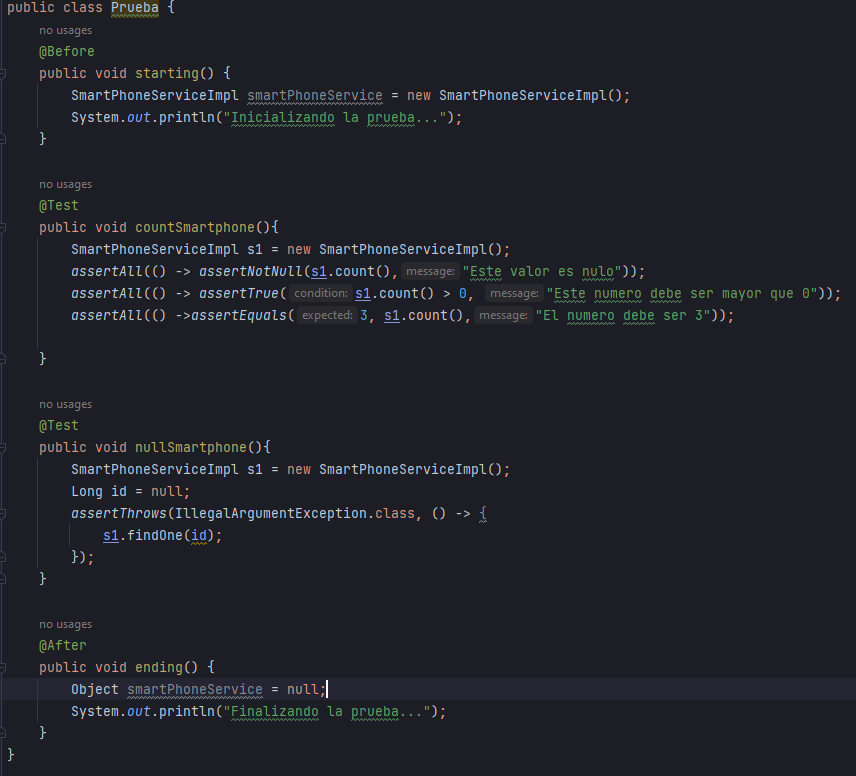 public class Prueba {
no usages
@Before
public void starting() {
SmartPhoneServiceImpl smartPhoneService = new SmartPhoneServiceImpl();
System.out.println("Inicializando la prueba...");
}
no usages
@Test
public void countSmartphone(){
SmartPhoneServiceImpl s1 = new SmartPhoneServiceImpl();
assertAll(() -> assertNotNull(s1.count(), message: "Este valor es nulo"));
assertAll(() -> assertTrue( condition: s1.count() > 0, message: "Este numero debe ser mayor que 0"));
assertAll(() ->assertEquals( expected: 3, s1.count(), message: "El numero debe ser 3"));
}
no usages
@Test
public void nullSmartphone(){
SmartPhoneServiceImpl s1 = new SmartPhoneServiceImpl();
Long id = null;
assertThrows(IllegalArgumentException.class, () -> {
s1.findOne(id);
});
}
no usages
@After
public void ending() {
Object smartPhoneService = null;
System.out.println("Finalizando la prueba...");
}
}